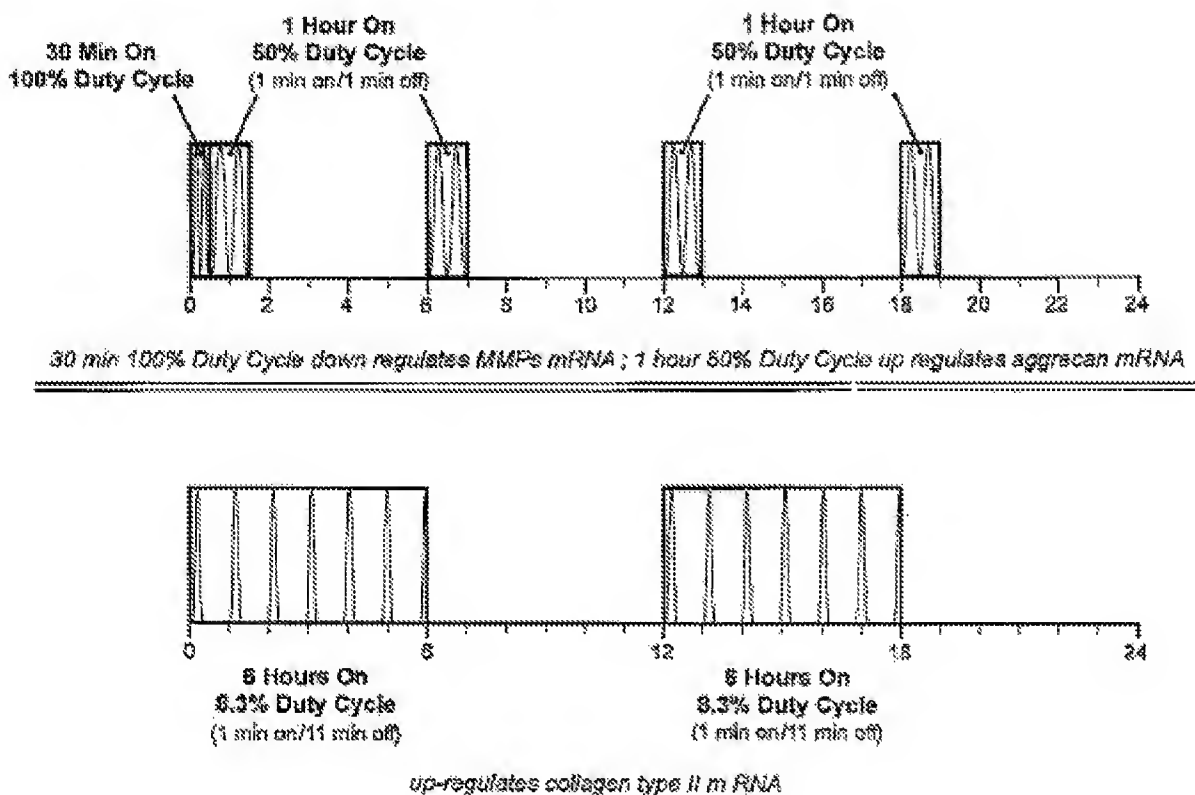 30 Min On
100% Duty Cycle
1 Hour On
50% Duty Cycle
(1 min on/1 min off)
1 Hour On
50% Duty Cycle
(1 min on/1 min off)
0 2 4 6 8 10 12 14 16 18 20 22 24
30 min 100% Duty Cycle down regulates MMPs mRNA ; 1 hour 50% Duty Cycle up regulates aggrecan mRNA
0 6 12 18 24
6 Hours On
8.3% Duty Cycle
(1 min on/11 min off)
6 Hours On
8.3% Duty Cycle
(1 min on/11 min off)
up-regulates collagen type II m RNA